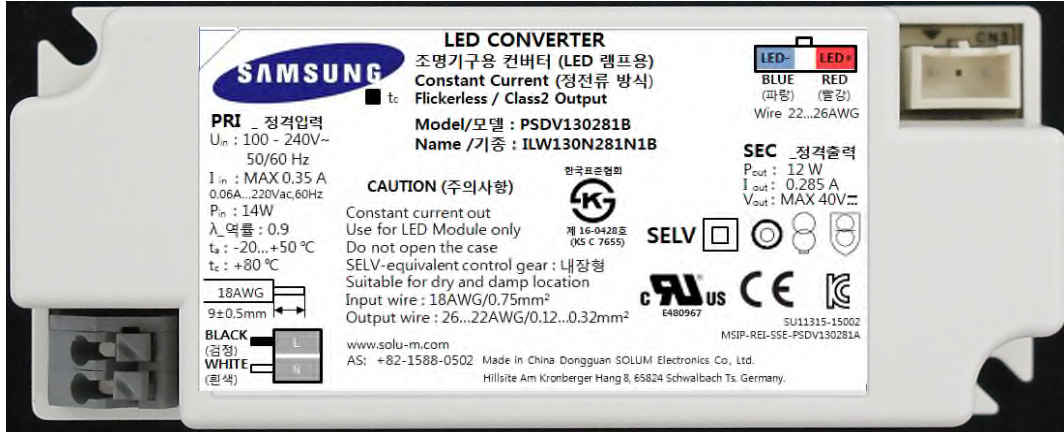 LED CONVERTER
조명기구용 컨버터 (LED 램프용)
SAMSUNG
Constant Current (정전류 방식)
tc Flickerless / Class2 Output
Model/모델 : PSDV130281B
Name /기종 : ILW130N281N1B
LED- LED+
BLUE RED
(파랑) (빨강)
Wire 22...26AWG
CN3
PRI _ 정격입력
Uin : 100 - 240V~
50/60 Hz
I in : MAX 0.35 A
0.06A...220Vac,60Hz
Pin : 14W
λ_역률 : 0.9
ta : -20...+50 ℃
tc : +80 ℃
18AWG
9±0.5mm
BLACK
(검정)
L
WHITE
(흰색)
N
CAUTION (주의사항)
Constant current out
Use for LED Module only
Do not open the case
SELV-equivalent control gear : 내장형
Suitable for dry and damp location
Input wire : 18AWG/0.75mm²
Output wire : 26...22AWG/0.12...0.32mm²
한국표준협회
제 16-0428호
(KS C 7655)
SEC _정격출력
Pout : 12 W
I out : 0.285 A
Vout : MAX 40V⎓
SELV
c RU US
E480967
CE
SU11315-15002
MSIP-REI-SSE-PSDV130281A
www.solu-m.com
AS: +82-1588-0502 Made in China Dongguan SOLUM Electronics Co., Ltd.
Hillsite Am Kronberger Hang 8, 65824 Schwalbach Ts. Germany.